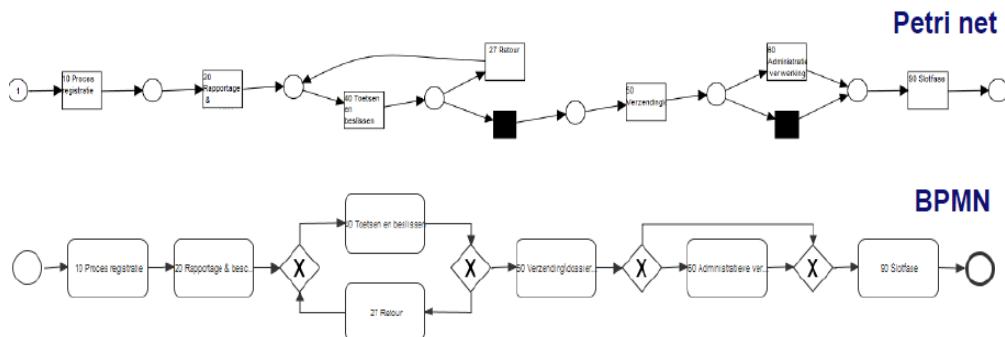 Petri net
1
10 Proces
registratie
20
Rapportage
&
27 Retour
40 Toetsen
en
beslissen
50
Verzending\
60
Administratie
verwerking
90 Slotfase
BPMN
10 Proces registratie
20 Rapportage & besc...
40 Toetsen en beslissen
27 Retour
X
X
50 Verzending\dossier...
X
60 Administratieve ver...
X
90 Slotfase